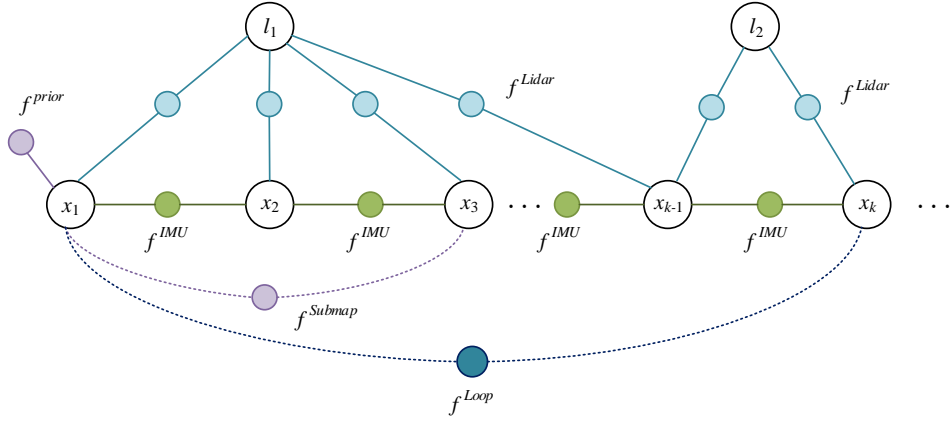 l1
l2
f^prior
f^Lidar
f^Lidar
x1
x2
x3
...
xk-1
xk
...
f^IMU
f^IMU
f^IMU
f^IMU
f^Submap
f^Loop